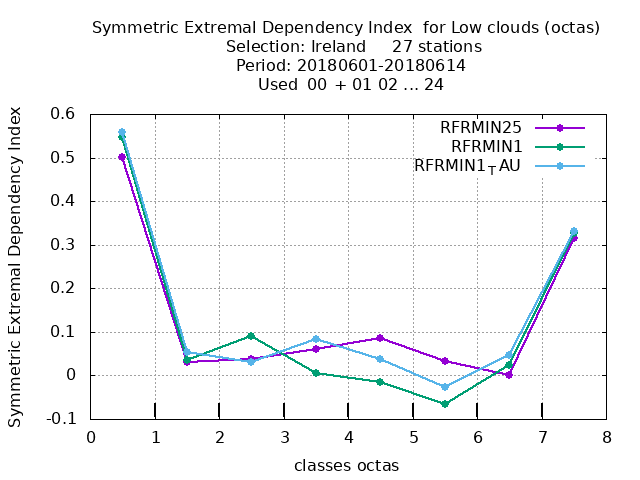 Symmetric Extremal Dependency Index for Low clouds (octas)
Selection: Ireland 27 stations
Period: 20180601-20180614
Used 00 + 01 02 ... 24
Symmetric Extremal Dependency Index
0.6
0.5
0.4
0.3
0.2
0.1
0
-0.1
RFRMIN25
RFRMIN1
RFRMIN1TAU
0 1 2 3 4 5 6 7 8
classes octas